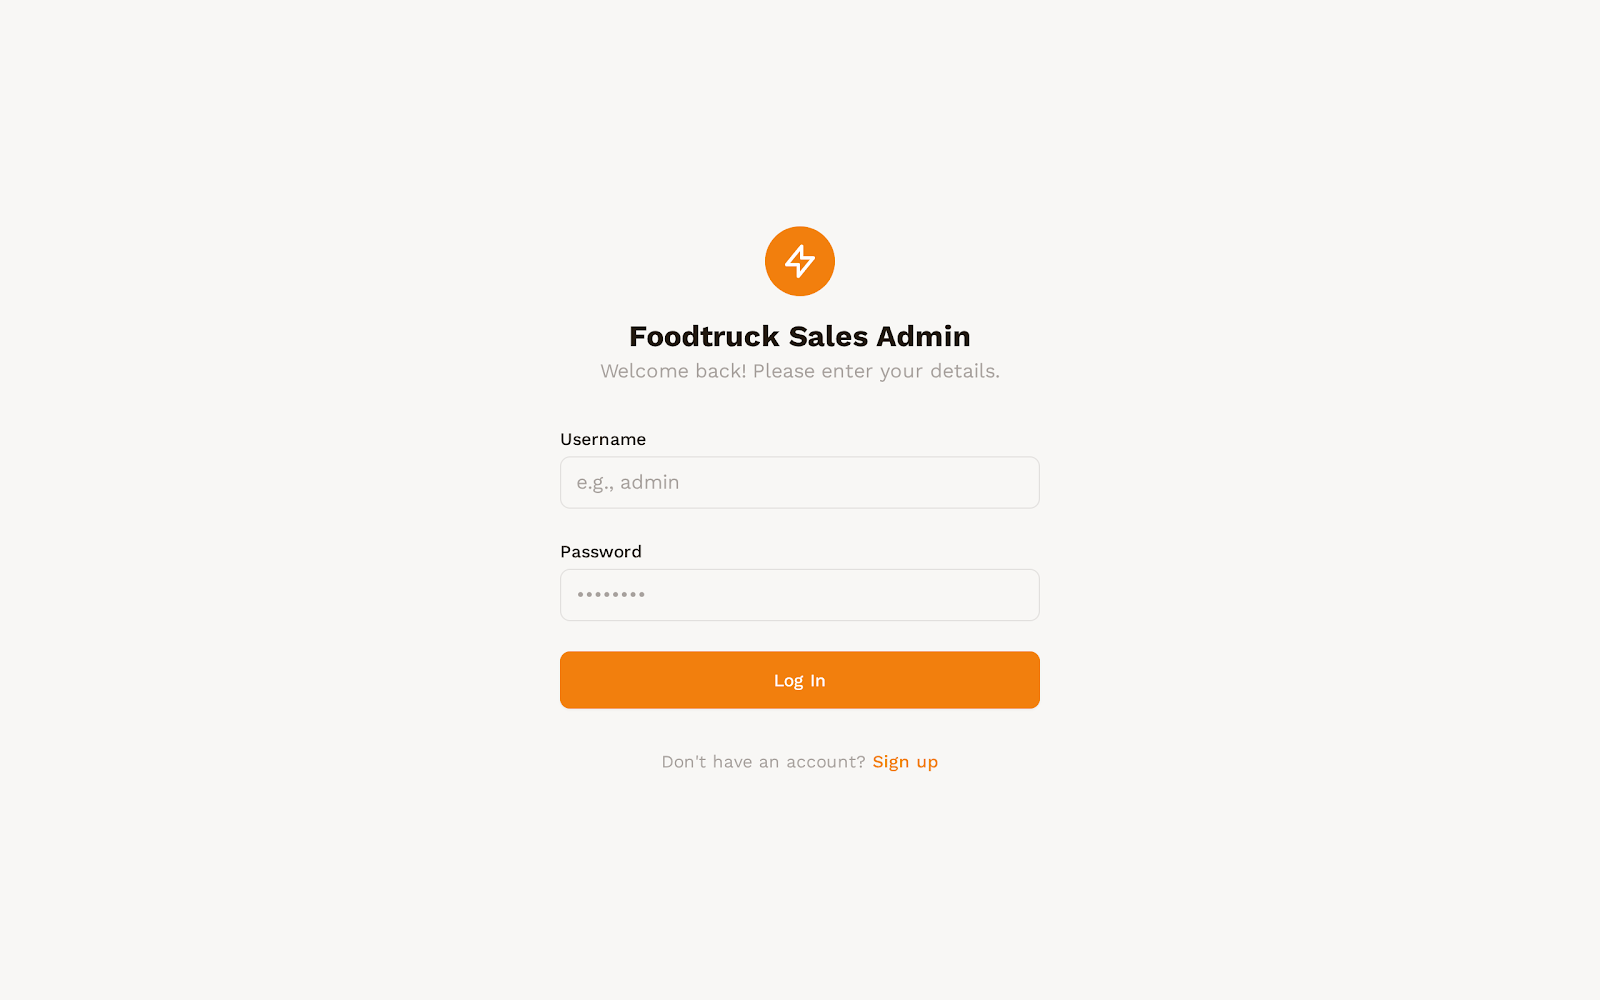 Foodtruck Sales Admin
Welcome back! Please enter your details.
Username
e.g., admin
Password
••••••••
Log In
Don't have an account? Sign up